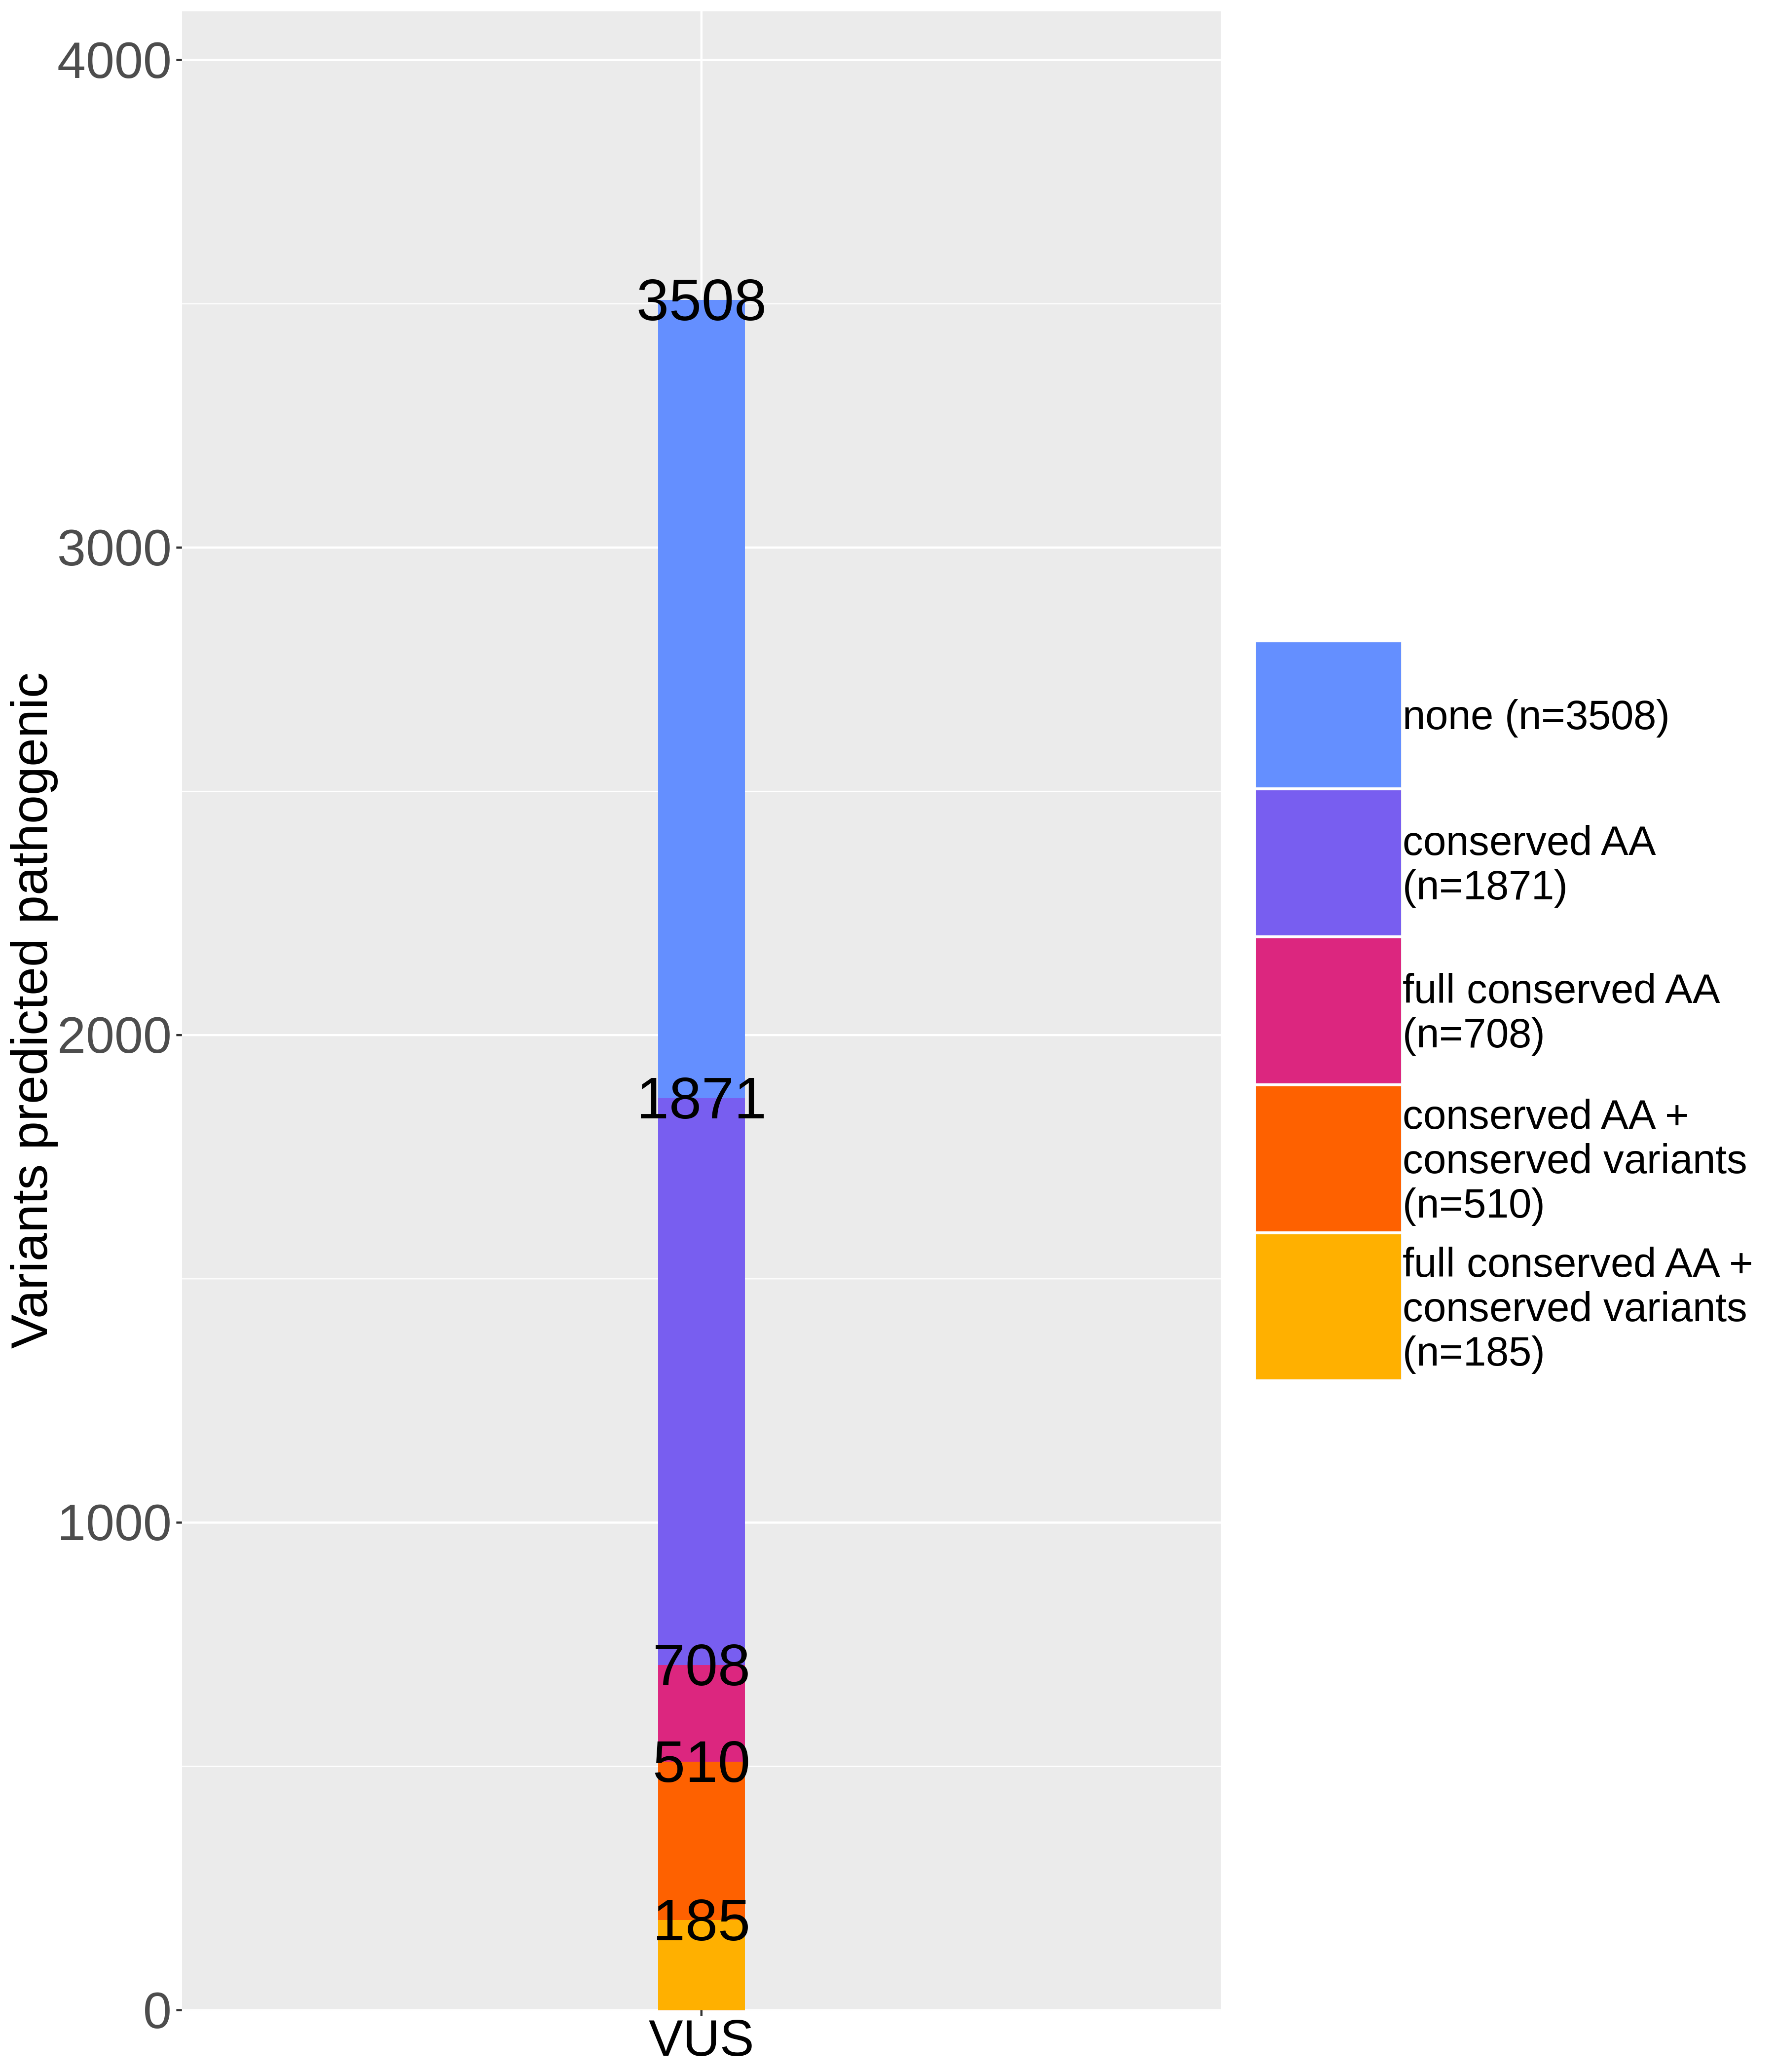 Variants predicted pathogenic
4000
3000
2000
1000
0
3508
1871
708
510
185
VUS
none (n=3508)
conserved AA
(n=1871)
full conserved AA
(n=708)
conserved AA +
conserved variants
(n=510)
full conserved AA +
conserved variants
(n=185)